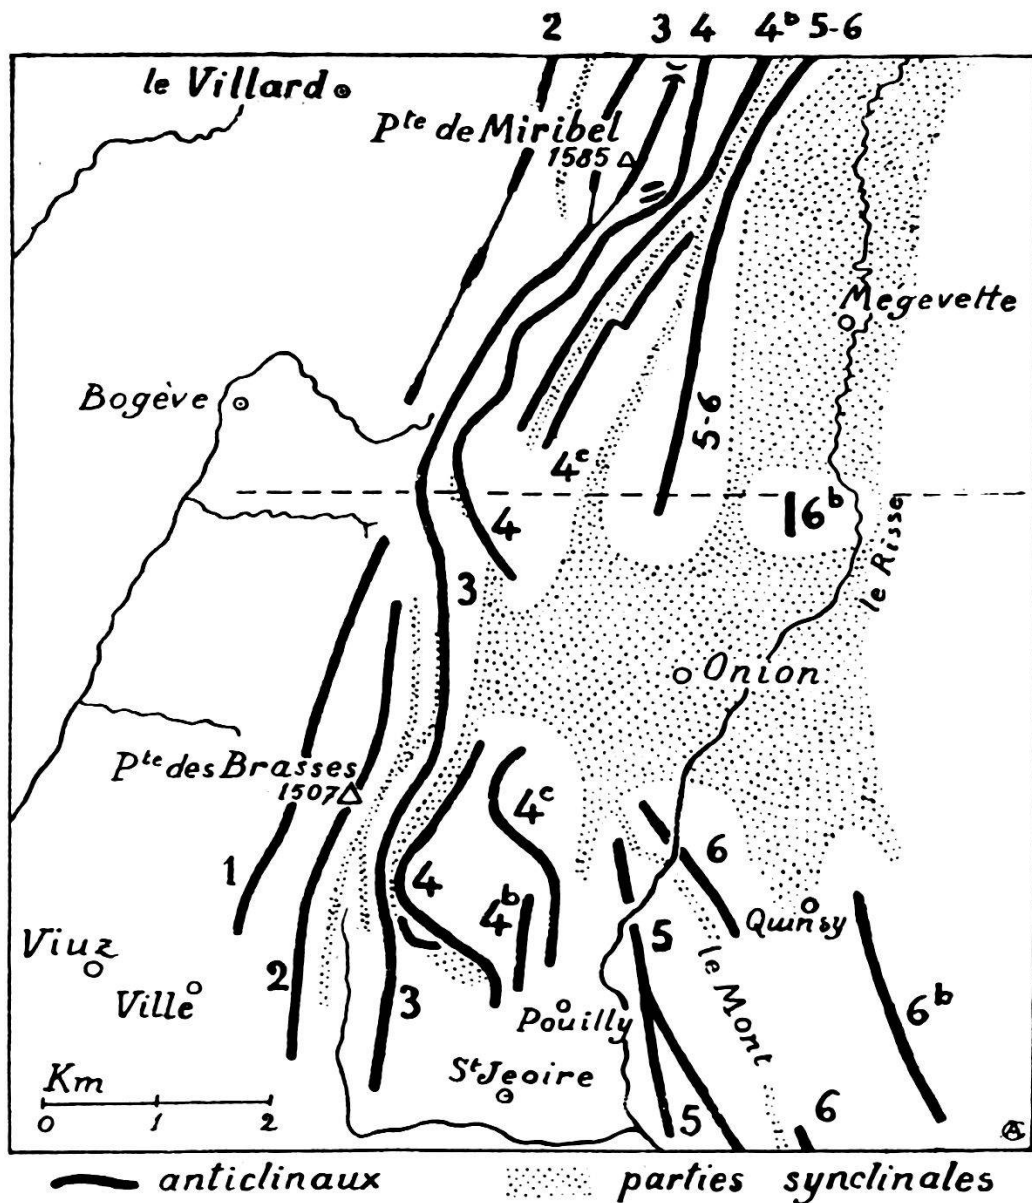 2 3 4 4ᵇ 5-6
le Villard
Pᵗᵉ de Miribel
1585
Mégevette
Bogève
5-6
4ᶜ
6ᵇ
4
le Risse
3
Onion
Pᵗᵉ des Brasses
1507
4ᶜ
1
4
6
4ᵇ
Quinsy
5
Viuz
2
le Mont
Ville
3
6ᵇ
Pouilly
Km
Sᵗ Jeoire
0 1 2
5
6
A
anticlinaux
parties synclinales